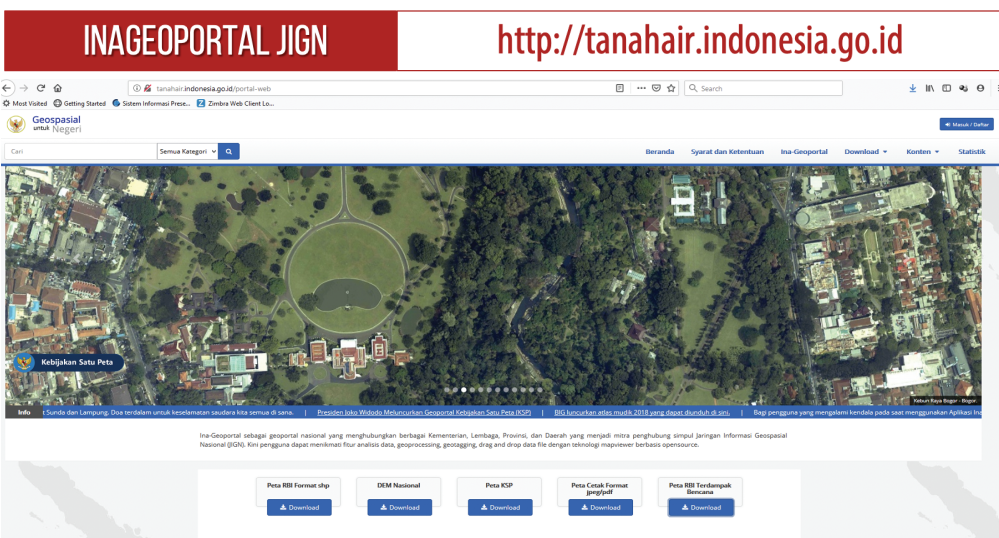 INAGEOPORTAL JIGN
http://tanahair.indonesia.go.id
tanahair.indonesia.go.id/portal-web
Search
Most Visited Getting Started Sistem Informasi Prese... Zimbra Web Client Lo...
Geospasial
untuk Negeri
Masuk / Daftar
Cari
Semua Kategori
Beranda Syarat dan Ketentuan Ina-Geoportal Download Konten Statistik
Kebijakan Satu Peta
Kebun Raya Bogor - Bogor.
Info t Sunda dan Lampung. Doa terdalam untuk keselamatan saudara kita semua di sana. | Presiden Joko Widodo Meluncurkan Geoportal Kebijakan Satu Peta (KSP) | BIG luncurkan atlas mudik 2018 yang dapat diunduh di sini. | Bagi pengguna yang mengalami kendala pada saat menggunakan Aplikasi Ina
Ina-Geoportal sebagai geoportal nasional yang menghubungkan berbagai Kementerian, Lembaga, Provinsi, dan Daerah yang menjadi mitra penghubung simpul Jaringan Informasi Geospasial
Nasional (JIGN). Kini pengguna dapat menikmati fitur analisis data, geoprocessing, geotagging, drag and drop data file dengan teknologi mapviewer berbasis opensource.
Peta RBI Format shp
Download
DEM Nasional
Download
Peta KSP
Download
Peta Cetak Format
jpeg/pdf
Download
Peta RBI Terdampak
Bencana
Download